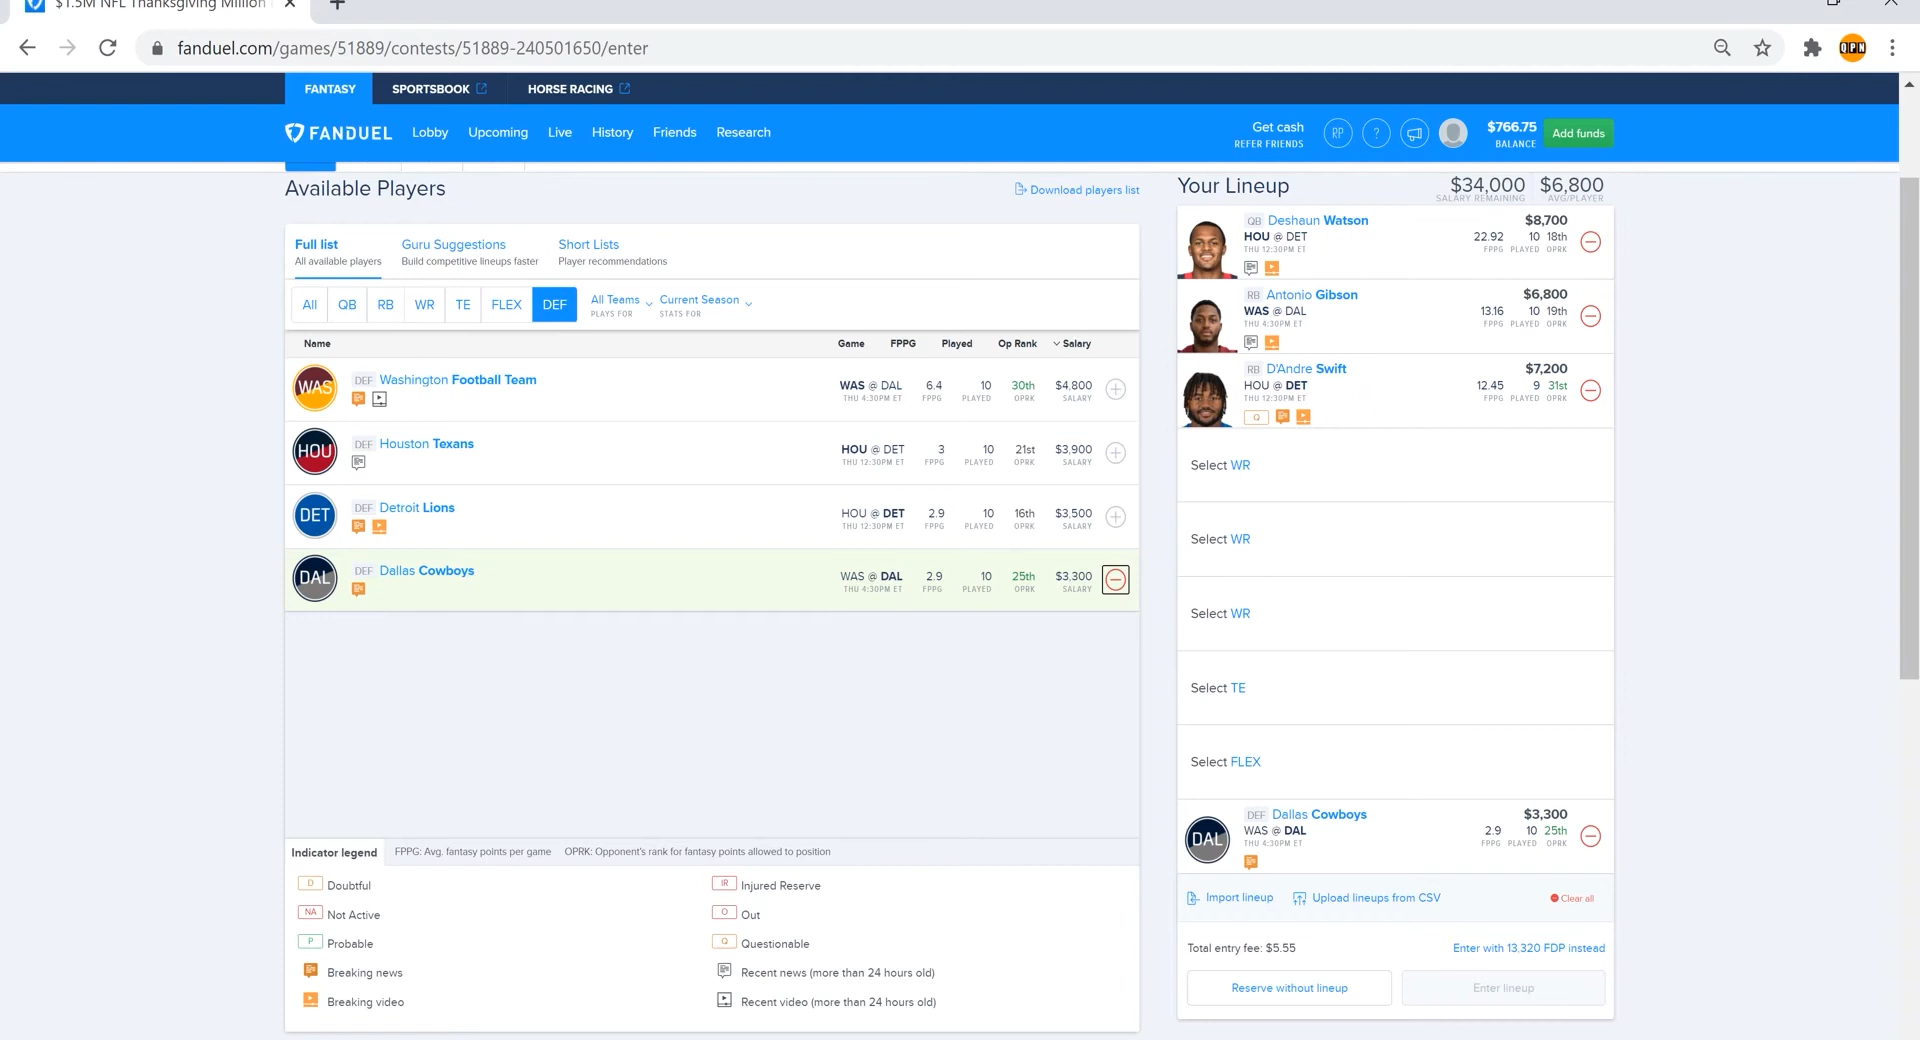 $1.5M NFL Thanksgiving Million
fanduel.com/games/51889/contests/51889-240501650/enter
OPN
FANTASY
SPORTSBOOK
HORSE RACING
FANDUEL
Lobby
Upcoming
Live
History
Friends
Research
Get cash
REFER FRIENDS
RP
?
$766.75
BALANCE
Add funds
Available Players
Download players list
Full list
All available players
Guru Suggestions
Build competitive lineups faster
Short Lists
Player recommendations
All
QB
RB
WR
TE
FLEX
DEF
All Teams
PLAYS FOR
Current Season
STATS FOR
Name Game FPPG Played Op Rank Salary
WAS
DEF Washington Football Team
WAS @ DAL 6.4 10 30th $4,800
THU 4:30PM ET FPPG PLAYED OPRK SALARY
HOU
DEF Houston Texans
HOU @ DET 3 10 21st $3,900
THU 12:30PM ET FPPG PLAYED OPRK SALARY
DET
DEF Detroit Lions
HOU @ DET 2.9 10 16th $3,500
THU 12:30PM ET FPPG PLAYED OPRK SALARY
DAL
DEF Dallas Cowboys
WAS @ DAL 2.9 10 25th $3,300
THU 4:30PM ET FPPG PLAYED OPRK SALARY
Indicator legend
FPPG: Avg. fantasy points per game
OPRK: Opponent's rank for fantasy points allowed to position
D Doubtful
NA Not Active
P Probable
Breaking news
Breaking video
IR Injured Reserve
O Out
Q Questionable
Recent news (more than 24 hours old)
Recent video (more than 24 hours old)
Your Lineup
$34,000
SALARY REMAINING
$6,800
AVG/PLAYER
QB Deshaun Watson $8,700
HOU @ DET 22.92 10 18th
THU 12:30PM ET FPPG PLAYED OPRK
RB Antonio Gibson $6,800
WAS @ DAL 13.16 10 19th
THU 4:30PM ET FPPG PLAYED OPRK
RB D'Andre Swift $7,200
HOU @ DET 12.45 9 31st
THU 12:30PM ET FPPG PLAYED OPRK
Q
Select WR
Select WR
Select WR
Select TE
Select FLEX
DAL
DEF Dallas Cowboys $3,300
WAS @ DAL 2.9 10 25th
THU 4:30PM ET FPPG PLAYED OPRK
Import lineup
Upload lineups from CSV
Clear all
Total entry fee: $5.55
Enter with 13,320 FDP instead
Reserve without lineup
Enter lineup